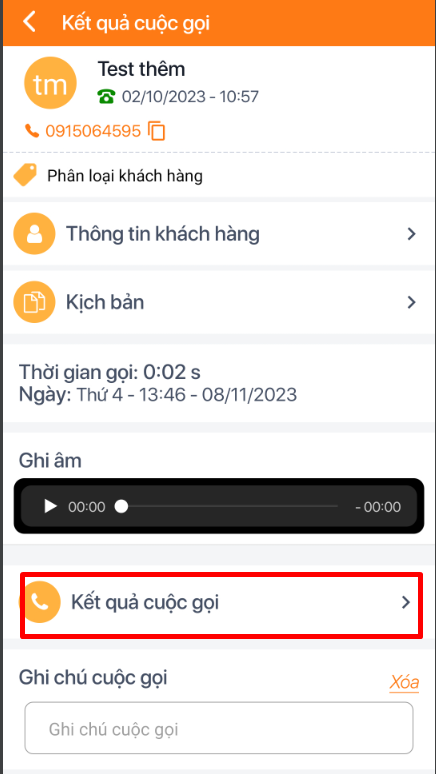 Kết quả cuộc gọi
tm
Test thêm
02/10/2023 - 10:57
0915064595
Phân loại khách hàng
Thông tin khách hàng
Kịch bản
Thời gian gọi: 0:02 s
Ngày: Thứ 4 - 13:46 - 08/11/2023
Ghi âm
00:00 - 00:00
Kết quả cuộc gọi
Ghi chú cuộc gọi Xóa
Ghi chú cuộc gọi